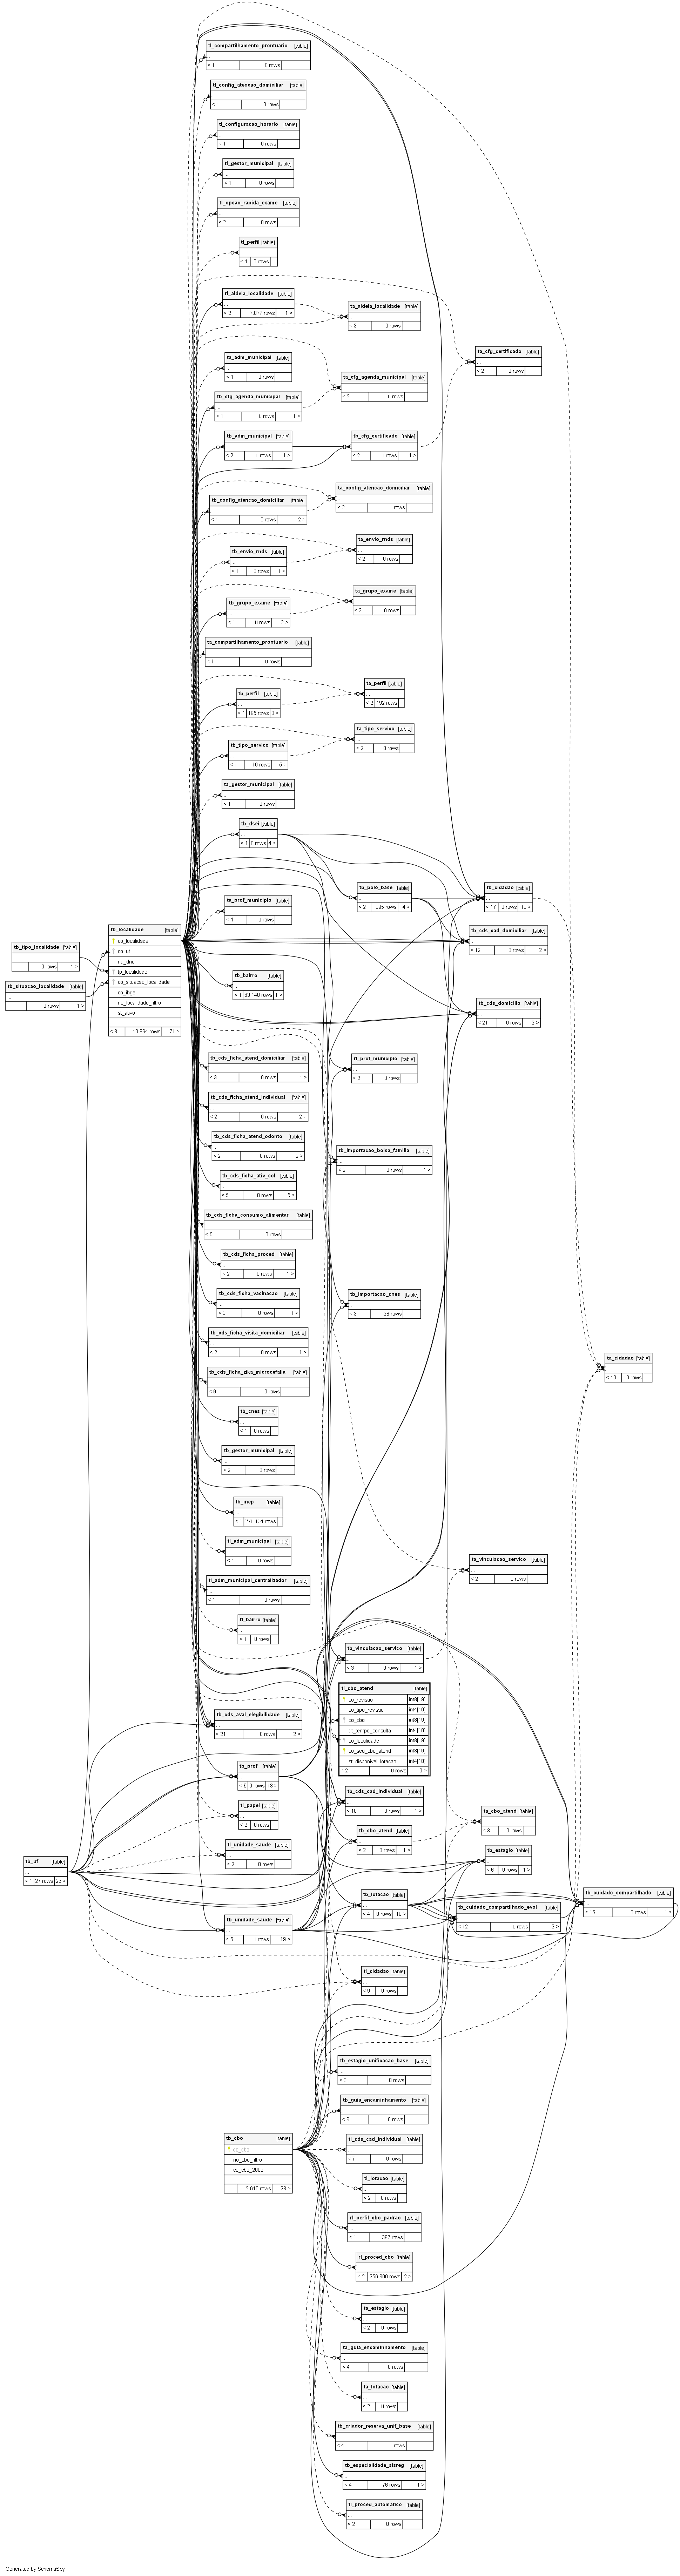 tl_compartilhamento_prontuario [table]
...
< 1 0 rows
tl_config_atencao_domiciliar [table]
...
< 1 0 rows
tl_configuracao_horario [table]
...
< 1 0 rows
tl_gestor_municipal [table]
...
< 1 0 rows
tl_opcao_rapida_exame [table]
...
< 2 0 rows
tl_perfil [table]
...
< 1 0 rows
rl_aldeia_localidade [table]
...
< 2 7.877 rows 1 >
ta_aldeia_localidade [table]
...
< 3 0 rows
ta_adm_municipal [table]
...
< 1 0 rows
ta_cfg_certificado [table]
...
< 2 0 rows
ta_cfg_agenda_municipal [table]
...
< 2 0 rows
tb_cfg_agenda_municipal [table]
...
< 1 0 rows 1 >
tb_adm_municipal [table]
...
< 2 0 rows 1 >
tb_cfg_certificado [table]
...
< 2 0 rows 1 >
ta_config_atencao_domiciliar [table]
...
< 2 0 rows
tb_config_atencao_domiciliar [table]
...
< 1 0 rows 2 >
ta_envio_rnds [table]
...
< 2 0 rows
tb_envio_rnds [table]
...
< 1 0 rows 1 >
ta_grupo_exame [table]
...
< 2 0 rows
tb_grupo_exame [table]
...
< 1 0 rows 2 >
ta_compartilhamento_prontuario [table]
...
< 1 0 rows
ta_perfil [table]
...
< 2 192 rows
tb_perfil [table]
...
< 1 195 rows 3 >
ta_tipo_servico [table]
...
< 2 0 rows
tb_tipo_servico [table]
...
< 1 10 rows 5 >
ta_gestor_municipal [table]
...
< 1 0 rows
tb_dsei [table]
...
< 1 0 rows 4 >
tb_polo_base [table]
...
< 2 385 rows 4 >
tb_cidadao [table]
...
< 17 0 rows 13 >
ta_prof_municipio [table]
...
< 1 0 rows
tb_localidade [table]
co_localidade
co_uf
nu_dne
tp_localidade
co_situacao_localidade
co_ibge
no_localidade_filtro
st_ativo
...
< 3 10.864 rows 71 >
tb_cds_cad_domiciliar [table]
...
< 12 0 rows 2 >
tb_tipo_localidade [table]
...
0 rows 1 >
tb_bairro [table]
...
< 1 63.148 rows 1 >
tb_situacao_localidade [table]
...
0 rows 1 >
tb_cds_domicilio [table]
...
< 21 0 rows 2 >
tb_cds_ficha_atend_domiciliar [table]
...
< 3 0 rows 1 >
rl_prof_municipio [table]
...
< 2 0 rows
tb_cds_ficha_atend_individual [table]
...
< 2 0 rows 2 >
tb_cds_ficha_atend_odonto [table]
...
< 2 0 rows 2 >
tb_importacao_bolsa_familia [table]
...
< 2 0 rows 1 >
tb_cds_ficha_ativ_col [table]
...
< 5 0 rows 5 >
tb_cds_ficha_consumo_alimentar [table]
...
< 5 0 rows
tb_cds_ficha_proced [table]
...
< 2 0 rows 1 >
tb_cds_ficha_vacinacao [table]
...
< 3 0 rows 1 >
tb_importacao_cnes [table]
...
< 3 28 rows
tb_cds_ficha_visita_domiciliar [table]
...
< 2 0 rows 1 >
ta_cidadao [table]
...
< 10 0 rows
tb_cds_ficha_zika_microcefalia [table]
...
< 9 0 rows
tb_cnes [table]
...
< 1 0 rows
tb_gestor_municipal [table]
...
< 2 0 rows
tb_inep [table]
...
< 1 278.134 rows
tl_adm_municipal [table]
...
< 1 0 rows
ta_vinculacao_servico [table]
...
< 2 0 rows
tl_adm_municipal_centralizador [table]
...
< 1 0 rows
tl_bairro [table]
...
< 1 0 rows
tb_vinculacao_servico [table]
...
< 3 0 rows 1 >
tl_cbo_atend [table]
co_revisao int8[19]
co_tipo_revisao int4[10]
co_cbo int8[19]
qt_tempo_consulta int4[10]
co_localidade int8[19]
co_seq_cbo_atend int8[19]
st_disponivel_lotacao int4[10]
< 2 0 rows 0 >
tb_cds_aval_elegibilidade [table]
...
< 21 0 rows 2 >
tb_prof [table]
...
< 6 0 rows 13 >
tb_cds_cad_individual [table]
...
< 10 0 rows 1 >
tl_papel [table]
...
< 2 0 rows
ta_cbo_atend [table]
...
< 3 0 rows
tb_cbo_atend [table]
...
< 2 0 rows 1 >
tl_unidade_saude [table]
...
< 2 0 rows
tb_estagio [table]
...
< 6 0 rows 1 >
tb_uf [table]
...
< 1 27 rows 26 >
tb_lotacao [table]
...
< 4 0 rows 18 >
tb_cuidado_compartilhado [table]
...
< 15 0 rows 1 >
tb_cuidado_compartilhado_evol [table]
...
< 12 0 rows 3 >
tb_unidade_saude [table]
...
< 5 0 rows 19 >
tl_cidadao [table]
...
< 9 0 rows
tb_estagio_unificacao_base [table]
...
< 3 0 rows
tb_guia_encaminhamento [table]
...
< 6 0 rows
tb_cbo [table]
co_cbo
no_cbo_filtro
co_cbo_2002
...
2.610 rows 23 >
tl_cds_cad_individual [table]
...
< 7 0 rows
tl_lotacao [table]
...
< 2 0 rows
rl_perfil_cbo_padrao [table]
...
< 1 397 rows
rl_proced_cbo [table]
...
< 2 256.600 rows 2 >
ta_estagio [table]
...
< 2 0 rows
ta_guia_encaminhamento [table]
...
< 4 0 rows
ta_lotacao [table]
...
< 2 0 rows
tb_criador_reserva_unif_base [table]
...
< 4 0 rows
tb_especialidade_sisreg [table]
...
< 4 76 rows 1 >
tl_proced_automatico [table]
...
< 2 0 rows
Generated by SchemaSpy